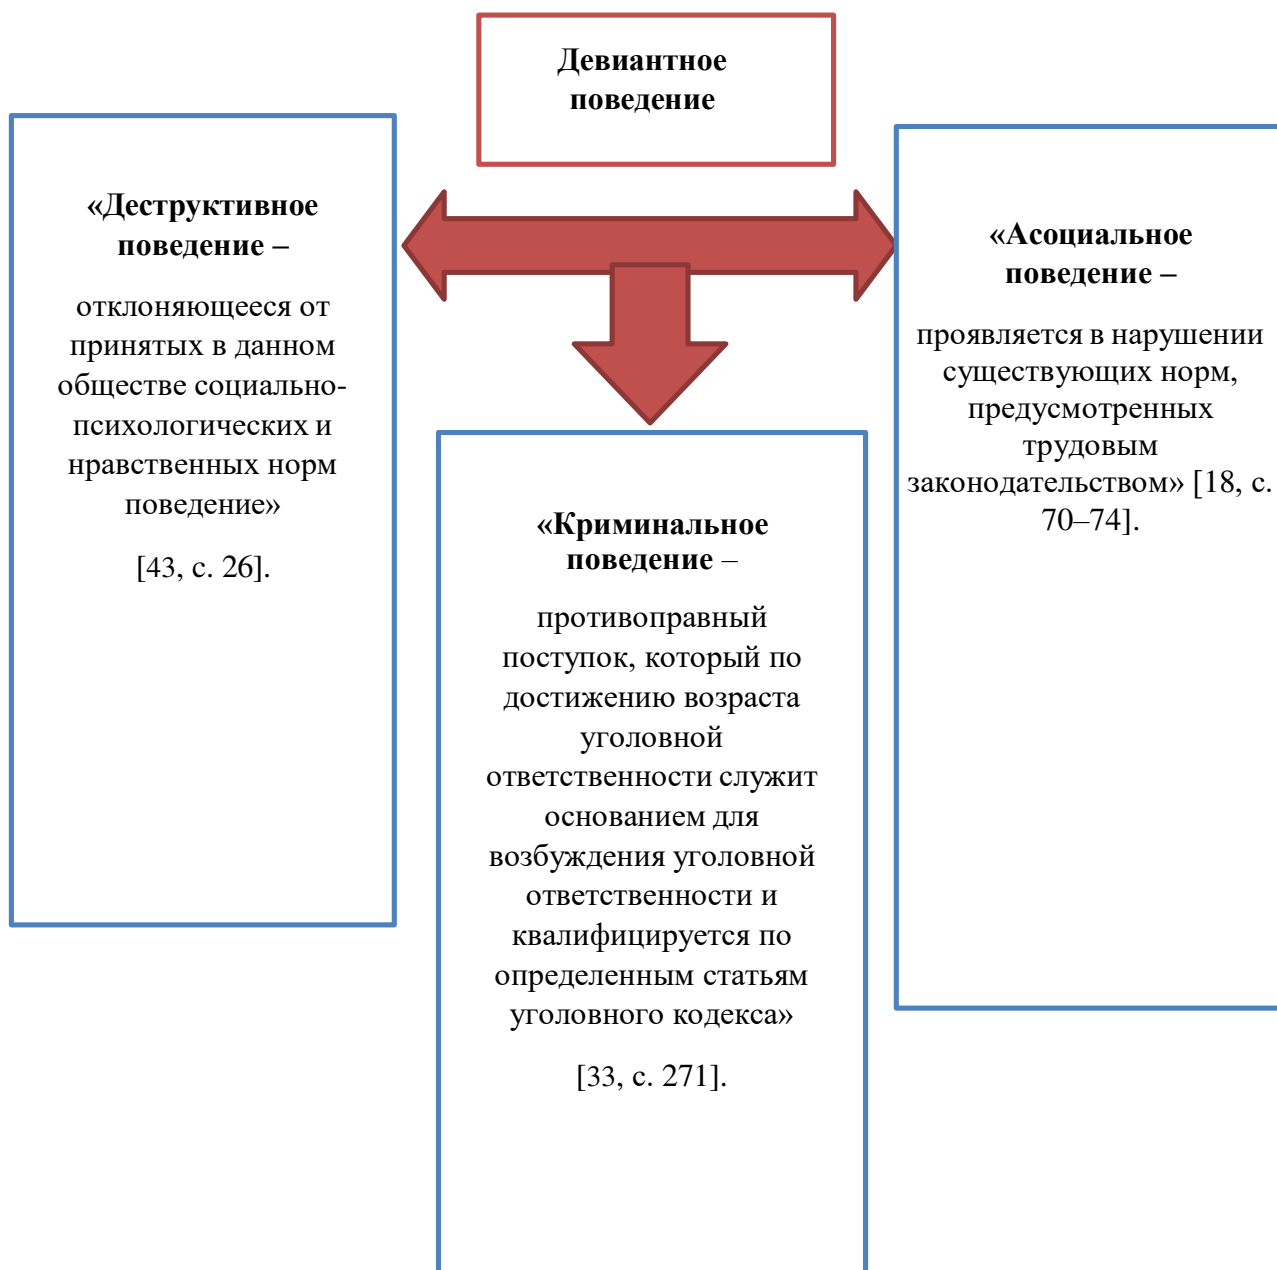 Девиантное
поведение
«Деструктивное
поведение –
отклоняющееся от
принятых в данном
обществе социально-
психологических и
нравственных норм
поведение»
[43, с. 26].
«Криминальное
поведение –
противоправный
поступок, который по
достижению возраста
уголовной
ответственности служит
основанием для
возбуждения уголовной
ответственности и
квалифицируется по
определенным статьям
уголовного кодекса»
[33, с. 271].
«Асоциальное
поведение –
проявляется в нарушении
существующих норм,
предусмотренных
трудовым
законодательством» [18, с.
70–74].